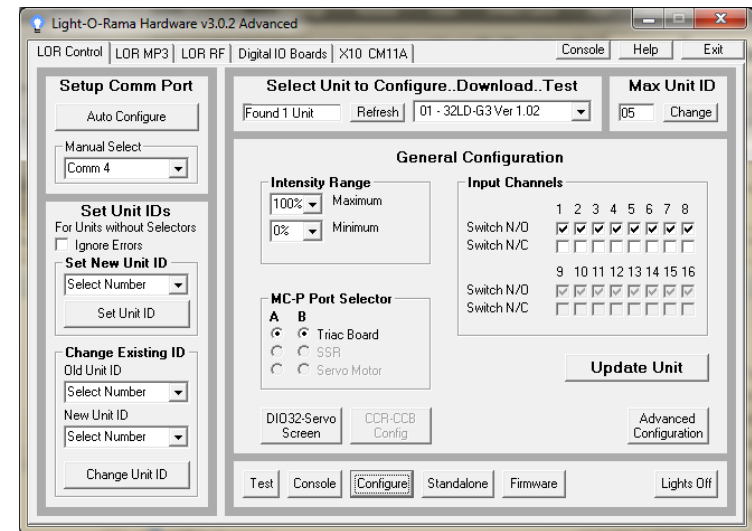 Light-O-Rama Hardware v3.0.2 Advanced
LOR Control LOR MP3 LOR RF Digital IO Boards X10 CM11A Console Help Exit
Setup Comm Port
Auto Configure
Manual Select
Comm 4
Set Unit IDs
For Units without Selectors
Ignore Errors
Set New Unit ID
Select Number
Set Unit ID
Change Existing ID
Old Unit ID
Select Number
New Unit ID
Select Number
Change Unit ID
Select Unit to Configure..Download..Test
Found 1 Unit Refresh 01 - 32LD-G3 Ver 1.02
Max Unit ID
05 Change
General Configuration
Intensity Range
100% Maximum
0% Minimum
Input Channels
1 2 3 4 5 6 7 8
Switch N/O
Switch N/C
9 10 11 12 13 14 15 16
Switch N/O
Switch N/C
MC-P Port Selector
A B
Triac Board
SSR
Servo Motor
Update Unit
DIO32-Servo
Screen
CCR-CCB
Config
Advanced
Configuration
Test Console Configure Standalone Firmware Lights Off